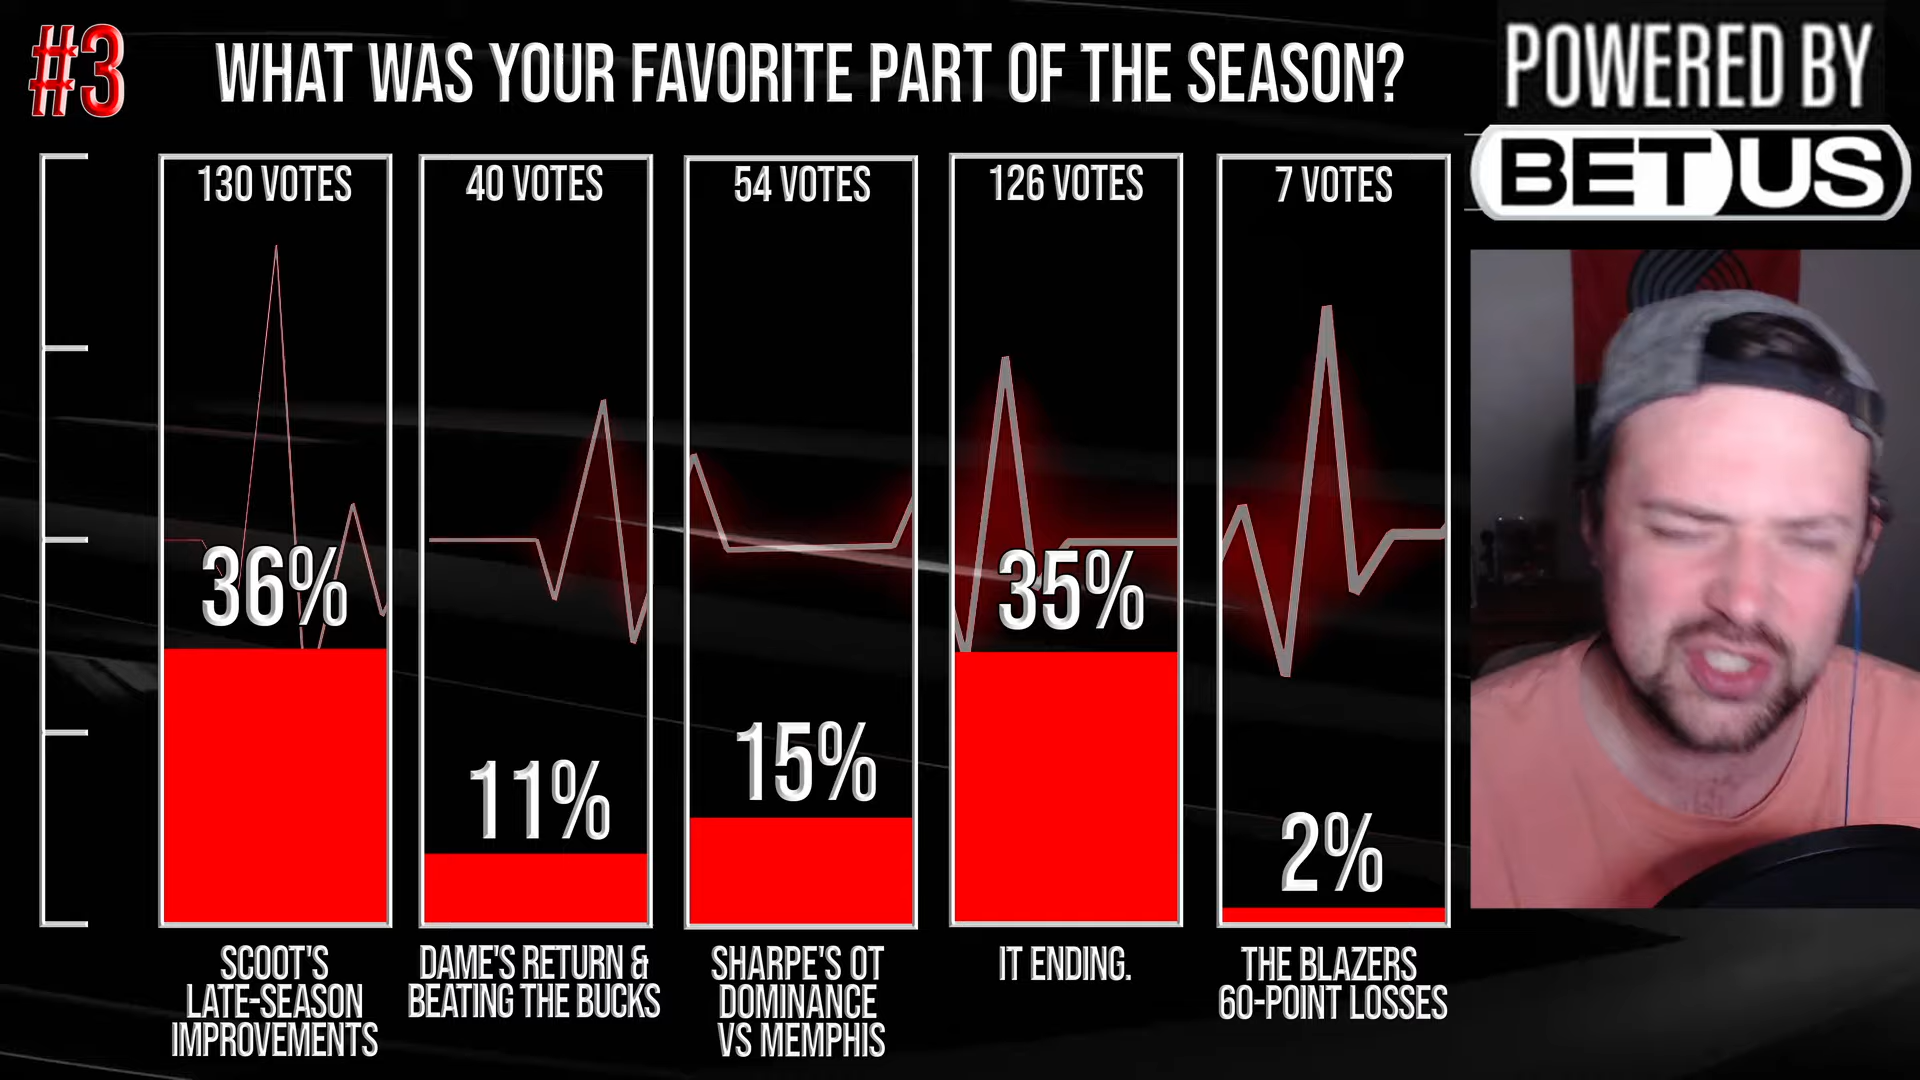 #3
WHAT WAS YOUR FAVORITE PART OF THE SEASON?
POWERED BY
BETUS
130 VOTES
40 VOTES
54 VOTES
126 VOTES
7 VOTES
36%
11%
15%
35%
2%
SCOOT'S
LATE-SEASON
IMPROVEMENTS
DAME'S RETURN &
BEATING THE BUCKS
SHARPE'S OT
DOMINANCE
VS MEMPHIS
IT ENDING.
THE BLAZERS
60-POINT LOSSES